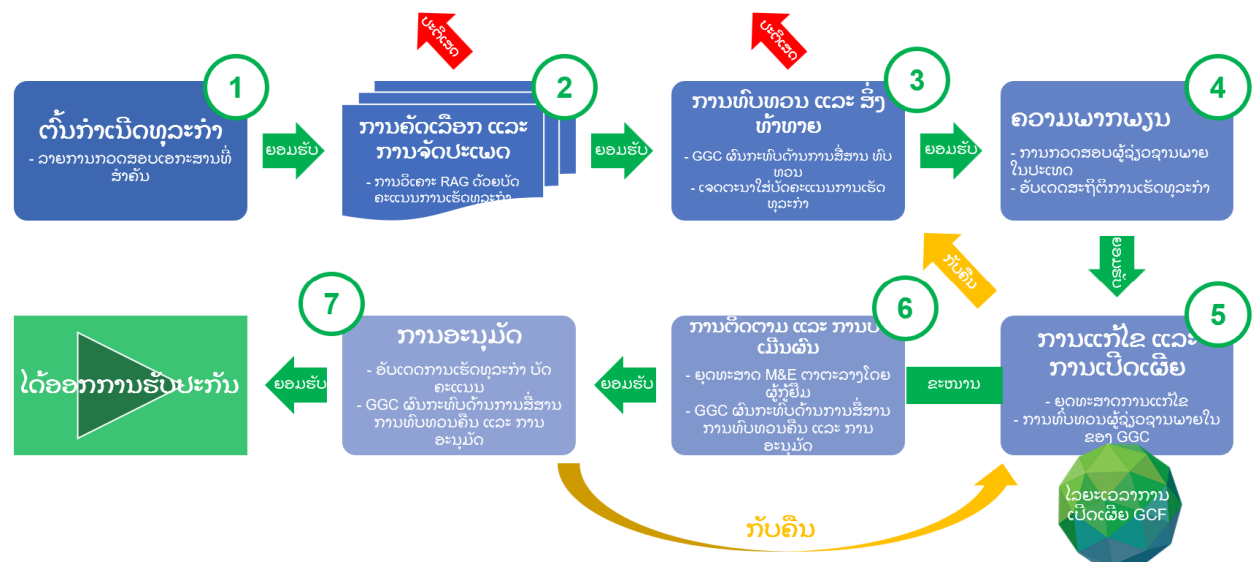 ປະຕິເສດ
ປະຕິເສດ
1
ຕົ້ນກຳເນີດທຸລະກຳ
- ລາຍການກວດສອບເອກະສານທີ່
ສຳຄັນ
ຍອມຮັບ
2
ການຄັດເລືອກ ແລະ
ການຈັດປະເພດ
- ການວິເຄາະ RAG ດ້ວຍບັດ
ຄະແນນການເຮັດທຸລະກຳ
ຍອມຮັບ
3
ການທົບທວນ ແລະ ສິ່ງ
ທ້າທາຍ
- GGC ຜົນກະທົບດ້ານການສື່ສານ ທົບ
ທວນ
- ເຈດຕະນາໃສ່ບັດຄະແນນການເຮັດ
ທຸລະກຳ
ຍອມຮັບ
4
ຄວາມພາກພຽນ
- ການກວດສອບຜູ້ຊ່ຽວຊານພາຍ
ໃນປະເທດ
- ອັບເດດສະຖິຕິການເຮັດທຸລະກຳ
ຍອມຮັບ
ກັບຄືນ
5
ການແກ້ໄຂ ແລະ
ການເປີດເຜີຍ
- ຍຸດທະສາດການແກ້ໄຂ
- ການທົບທວນຜູ້ຊ່ຽວຊານພາຍໃນ
ຂອງ GGC
ໄລຍະເວລາການ
ເປີດເຜີຍ GCF
ຂະໜານ
6
ການຕິດຕາມ ແລະ ການປ
ເມີນຜົນ
- ຍຸດທະສາດ M&E ຕາຕະລາງໂດຍ
ຜູ້ກູ້ຢືມ
- GGC ຜົນກະທົບດ້ານການສື່ສານ
ການທົບທວນຄືນ ແລະ ການ
ອະນຸມັດ
ຍອມຮັບ
7
ການອະນຸມັດ
- ອັບເດດການເຮັດທຸລະກຳ ບັດ
ຄະແນນ
- GGC ຜົນກະທົບດ້ານການສື່ສານ
ການທົບທວນຄືນ ແລະ ການ
ອະນຸມັດ
ຍອມຮັບ
ໄດ້ອອກການຮັບປະກັນ
ກັບຄືນ